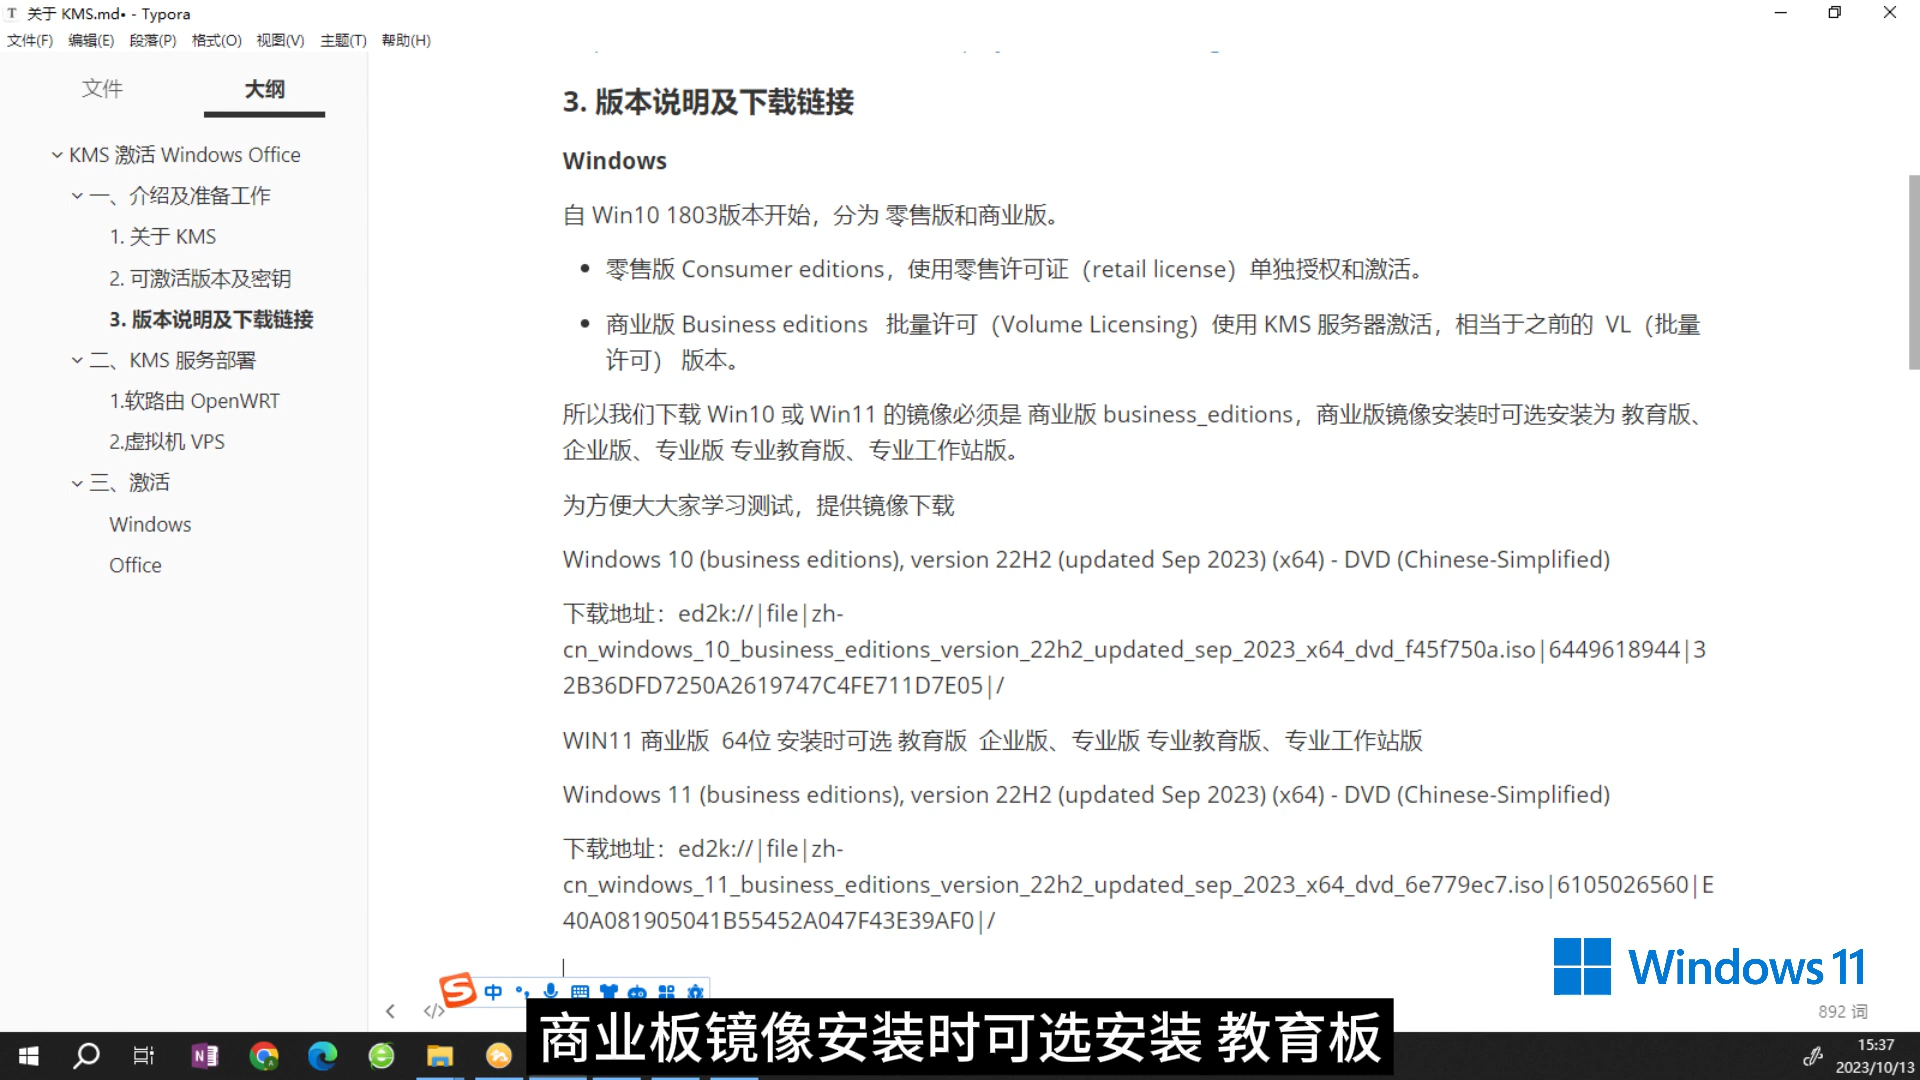 关于 KMS.md• - Typora
文件(F) 编辑(E) 段落(P) 格式(O) 视图(V) 主题(T) 帮助(H)
文件 大纲
KMS 激活 Windows Office
一、介绍及准备工作
1. 关于 KMS
2. 可激活版本及密钥
3. 版本说明及下载链接
二、KMS 服务部署
1.软路由 OpenWRT
2.虚拟机 VPS
三、激活
Windows
Office
3. 版本说明及下载链接
Windows
自 Win10 1803版本开始，分为 零售版和商业版。
零售版 Consumer editions，使用零售许可证（retail license）单独授权和激活。
商业版 Business editions 批量许可（Volume Licensing）使用 KMS 服务器激活，相当于之前的 VL（批量
许可） 版本。
所以我们下载 Win10 或 Win11 的镜像必须是 商业版 business_editions，商业版镜像安装时可选安装为 教育版、
企业版、专业版 专业教育版、专业工作站版。
为方便大大家学习测试，提供镜像下载
Windows 10 (business editions), version 22H2 (updated Sep 2023) (x64) - DVD (Chinese-Simplified)
下载地址：ed2k://|file|zh-
cn_windows_10_business_editions_version_22h2_updated_sep_2023_x64_dvd_f45f750a.iso|6449618944|3
2B36DFD7250A2619747C4FE711D7E05|/
WIN11 商业版 64位 安装时可选 教育版 企业版、专业版 专业教育版、专业工作站版
Windows 11 (business editions), version 22H2 (updated Sep 2023) (x64) - DVD (Chinese-Simplified)
下载地址：ed2k://|file|zh-
cn_windows_11_business_editions_version_22h2_updated_sep_2023_x64_dvd_6e779ec7.iso|6105026560|E
40A081905041B55452A047F43E39AF0|/
Windows 11
中
</>
892 词
商业板镜像安装时可选安装 教育板
15:37
2023/10/13